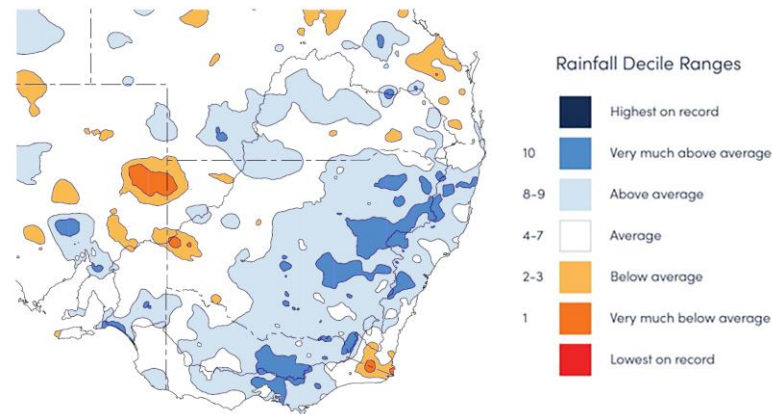 Rainfall Decile Ranges
Highest on record
10 Very much above average
8-9 Above average
4-7 Average
2-3 Below average
1 Very much below average
Lowest on record